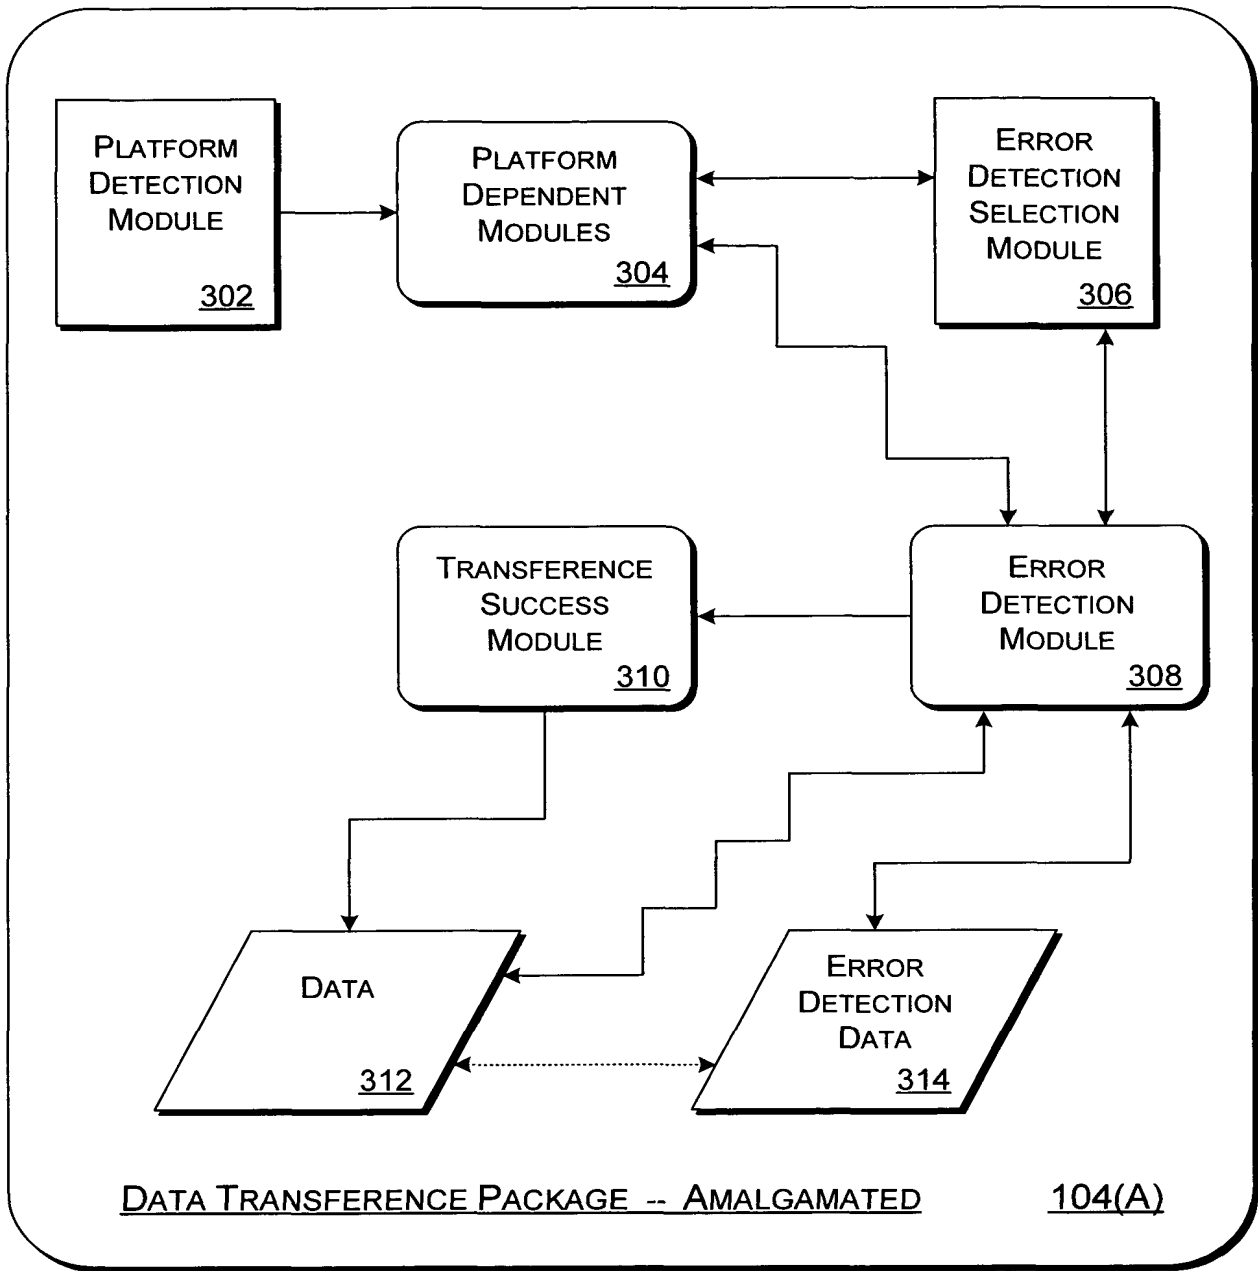 PLATFORM
DETECTION
MODULE
302
PLATFORM
DEPENDENT
MODULES
304
ERROR
DETECTION
SELECTION
MODULE
306
TRANSFERENCE
SUCCESS
MODULE
310
ERROR
DETECTION
MODULE
308
DATA
312
ERROR
DETECTION
DATA
314
DATA TRANSFERENCE PACKAGE -- AMALGAMATED 104(A)